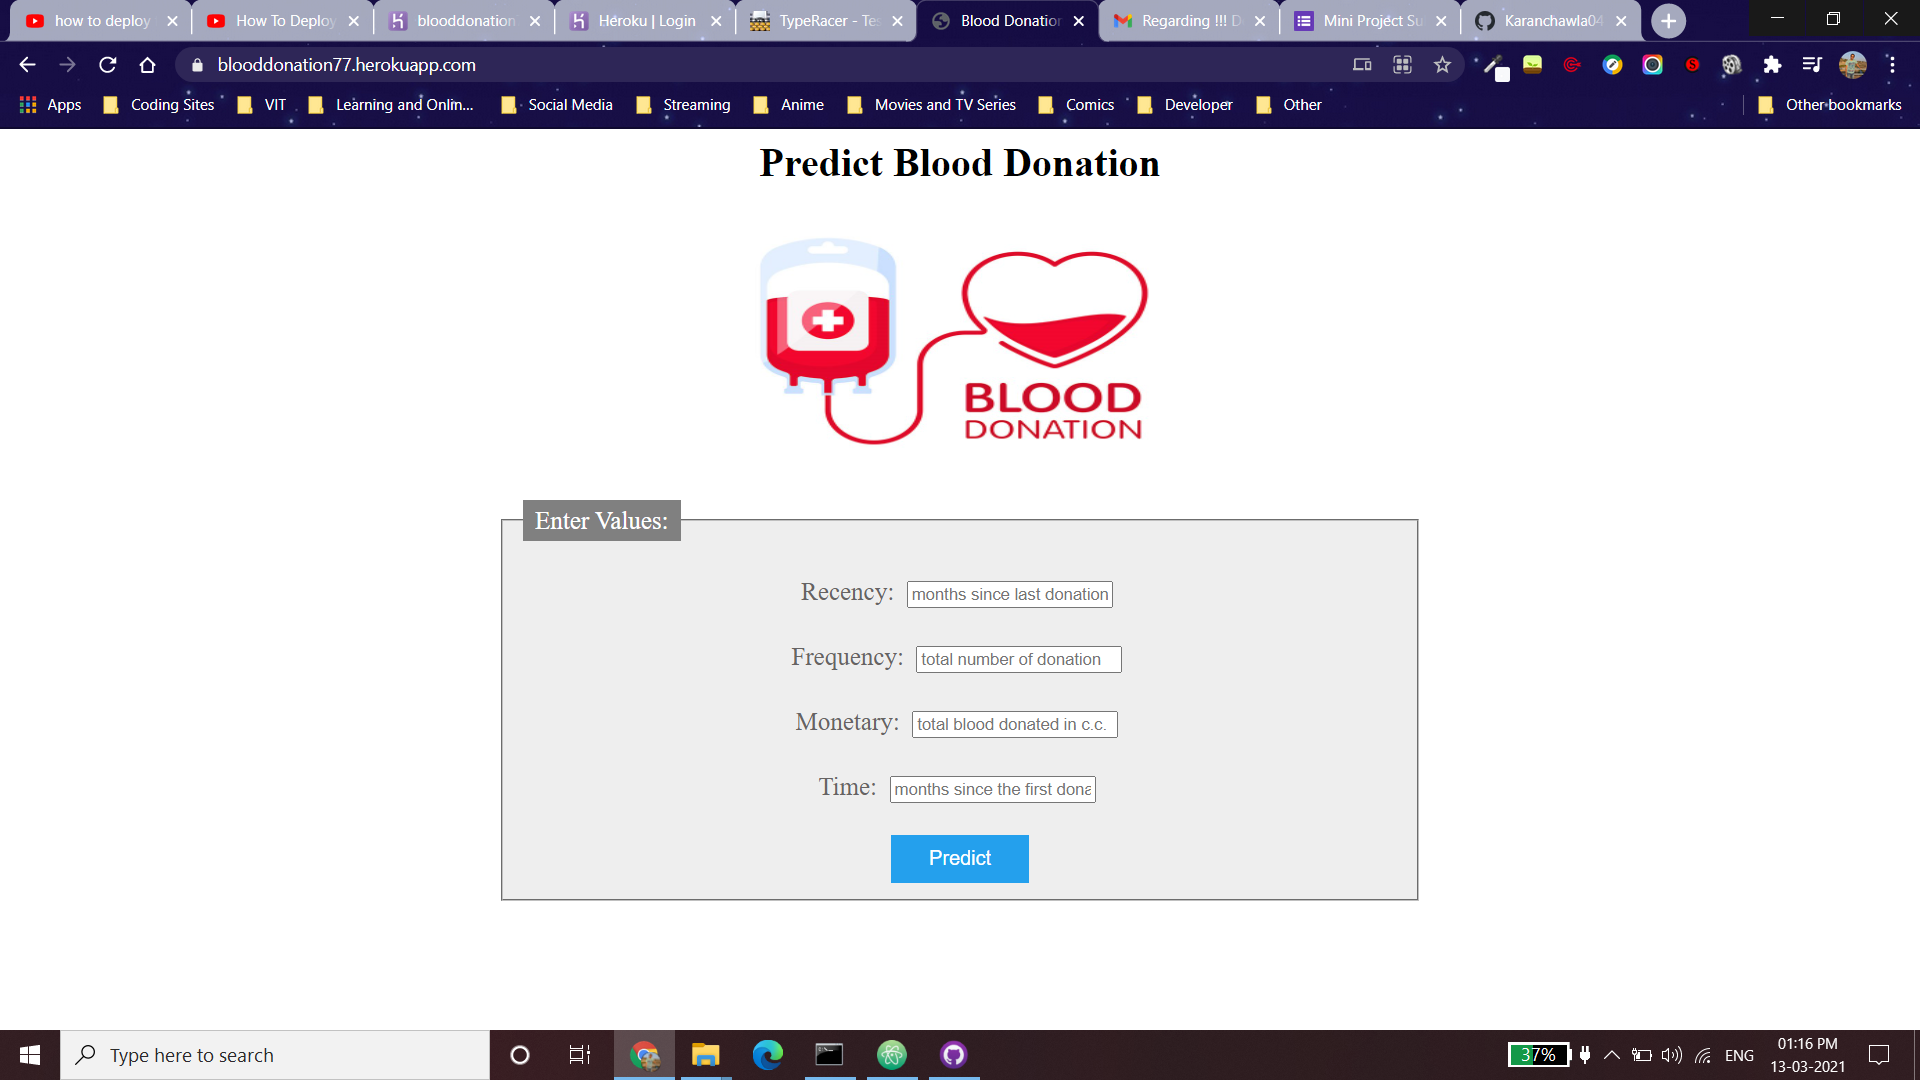 how to deploy
How To Deploy
blooddonation
Heroku | Login
TypeRacer - Tes
Blood Donation
Regarding !!! D
Mini Project Su
Karanchawla04
blooddonation77.herokuapp.com
Apps
Coding Sites
VIT
Learning and Onlin...
Social Media
Streaming
Anime
Movies and TV Series
Comics
Developer
Other
Other bookmarks
Predict Blood Donation
BLOOD
DONATION
Enter Values:
Recency: months since last donation
Frequency: total number of donation
Monetary: total blood donated in c.c.
Time: months since the first dona
Predict
Type here to search
37%
ENG
01:16 PM
13-03-2021